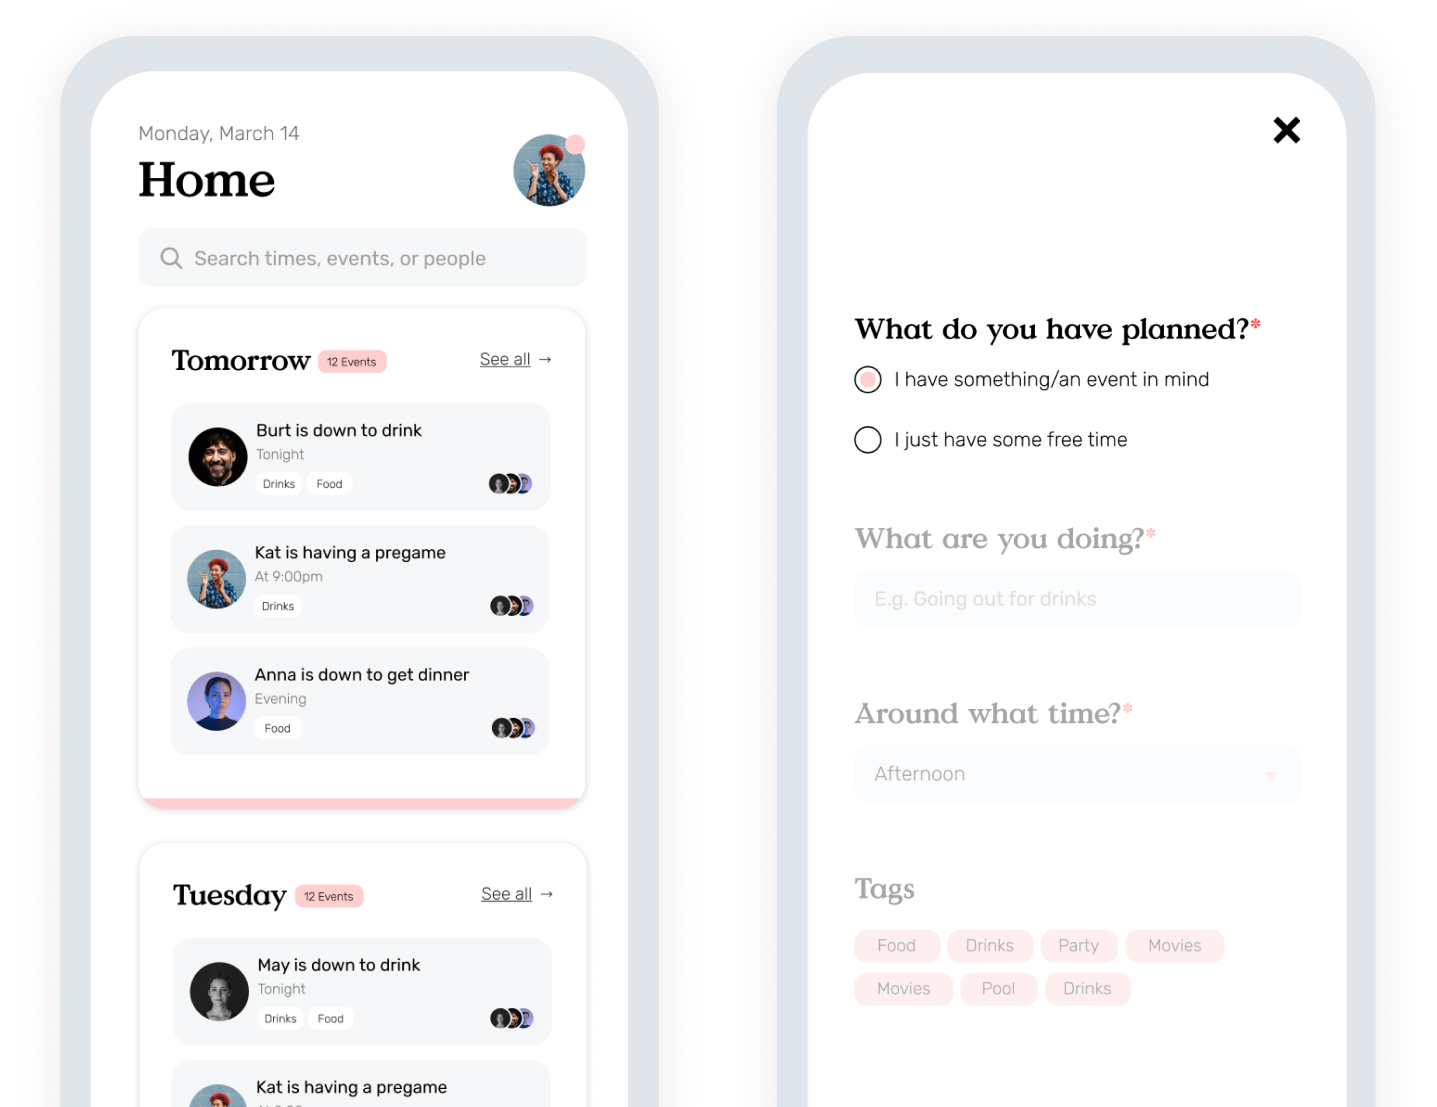 Monday, March 14
Home
Search times, events, or people
Tomorrow 12 Events See all →
Burt is down to drink
Tonight
Drinks Food
Kat is having a pregame
At 9:00pm
Drinks
Anna is down to get dinner
Evening
Food
Tuesday 12 Events See all →
May is down to drink
Tonight
Drinks Food
Kat is having a pregame
What do you have planned?*
I have something/an event in mind
I just have some free time
What are you doing?*
E.g. Going out for drinks
Around what time?*
Afternoon
Tags
Food Drinks Party Movies
Movies Pool Drinks